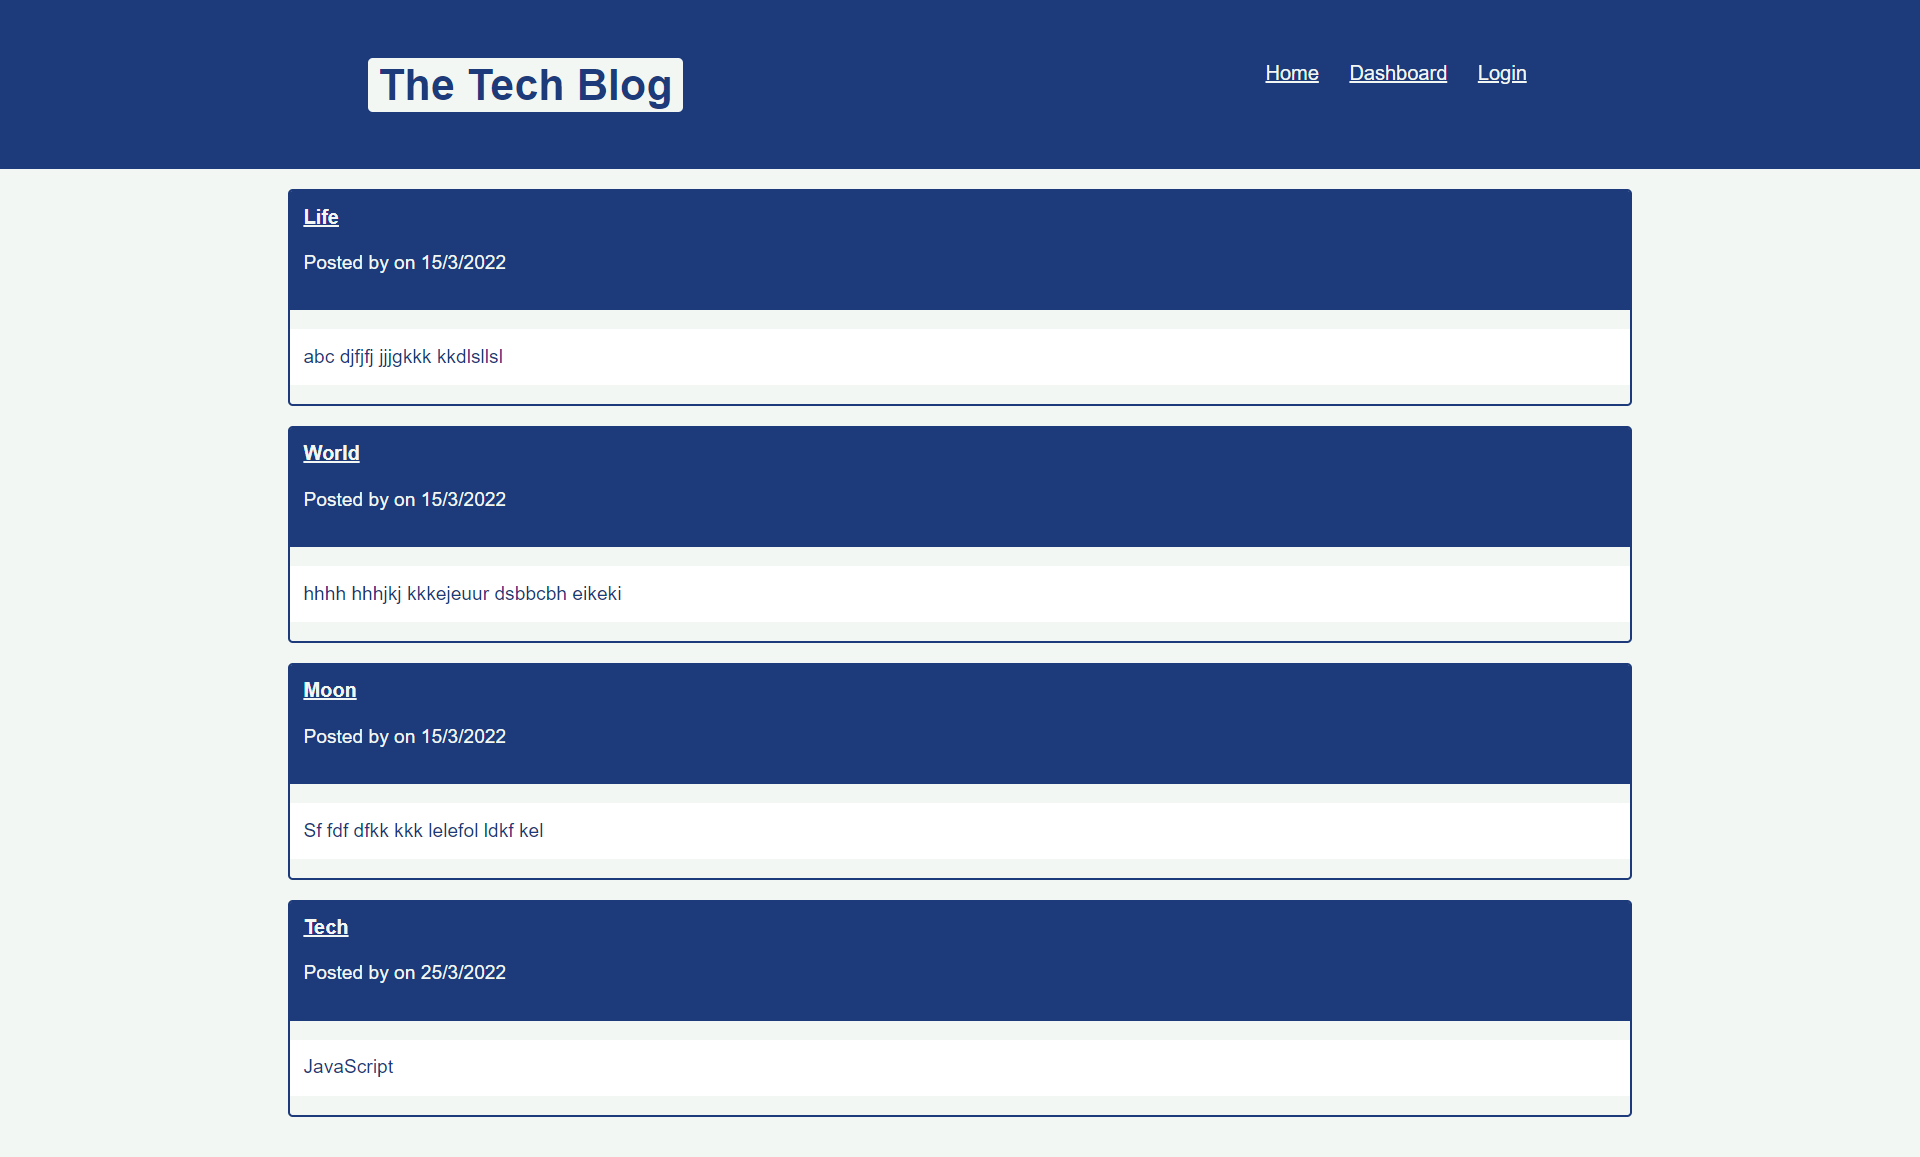 The Tech Blog
Home Dashboard Login
Life
Posted by on 15/3/2022
abc djfjfj jjjgkkk kkdlsllsl
World
Posted by on 15/3/2022
hhhh hhhjkj kkkejeuur dsbbcbh eikeki
Moon
Posted by on 15/3/2022
Sf fdf dfkk kkk lelefol ldkf kel
Tech
Posted by on 25/3/2022
JavaScript